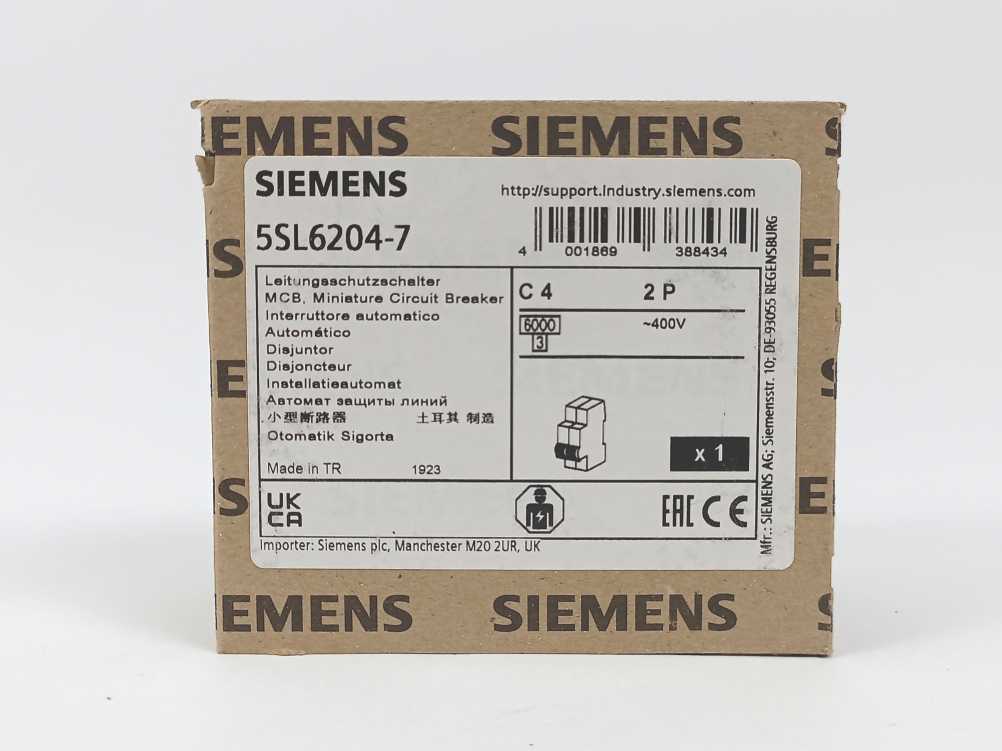 SIEMENS SIEMENS S
SIEMENS
http://support.industry.siemens.com
5SL6204-7
4 001869 388434
Leitungsschutzschalter
MCB, Miniature Circuit Breaker
Interruttore automatico
Automático
Disjuntor
Disjoncteur
Installatieautomat
Автомат защиты линий
小型断路器 土耳其 制造
Otomatik Sigorta
Made in TR 1923
C 4 2 P
6000 ~400V
3
x 1
UK
CA
EAC CE
Importer: Siemens plc, Manchester M20 2UR, UK
Mfr.: SIEMENS AG; Siemensstr. 10; DE-93055 REGENSBURG
SIEMENS SIEMENS S